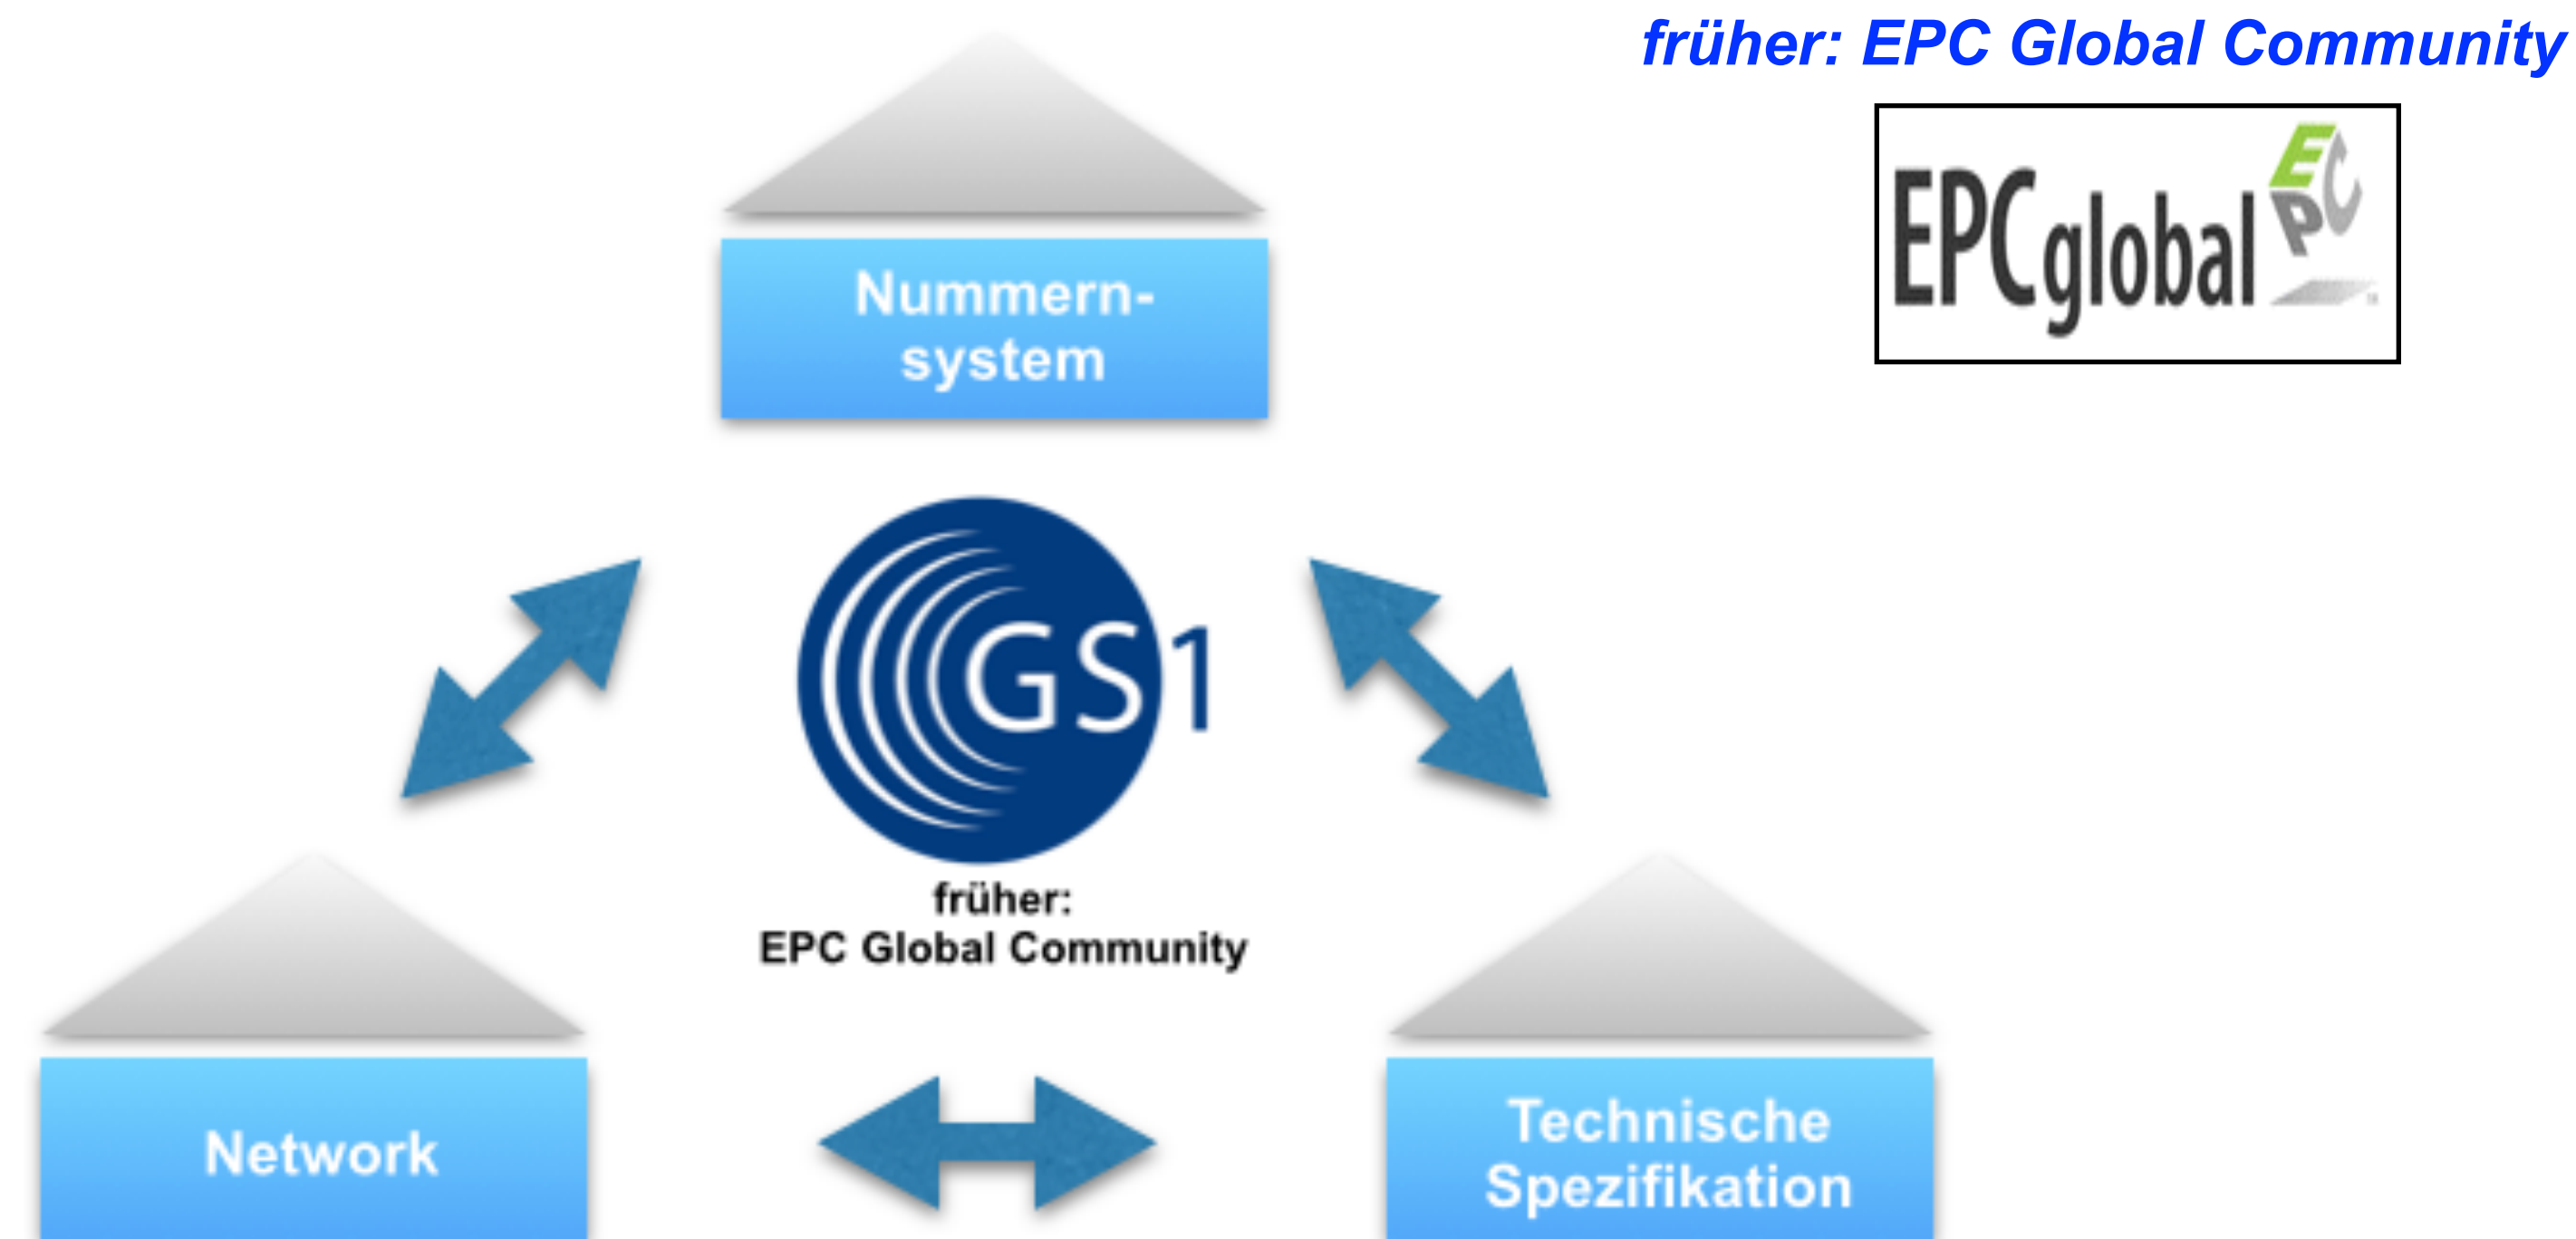 früher: EPC Global Community
EPCglobal
EPC
Nummern-
system
GS1
früher:
EPC Global Community
Network
Technische
Spezifikation